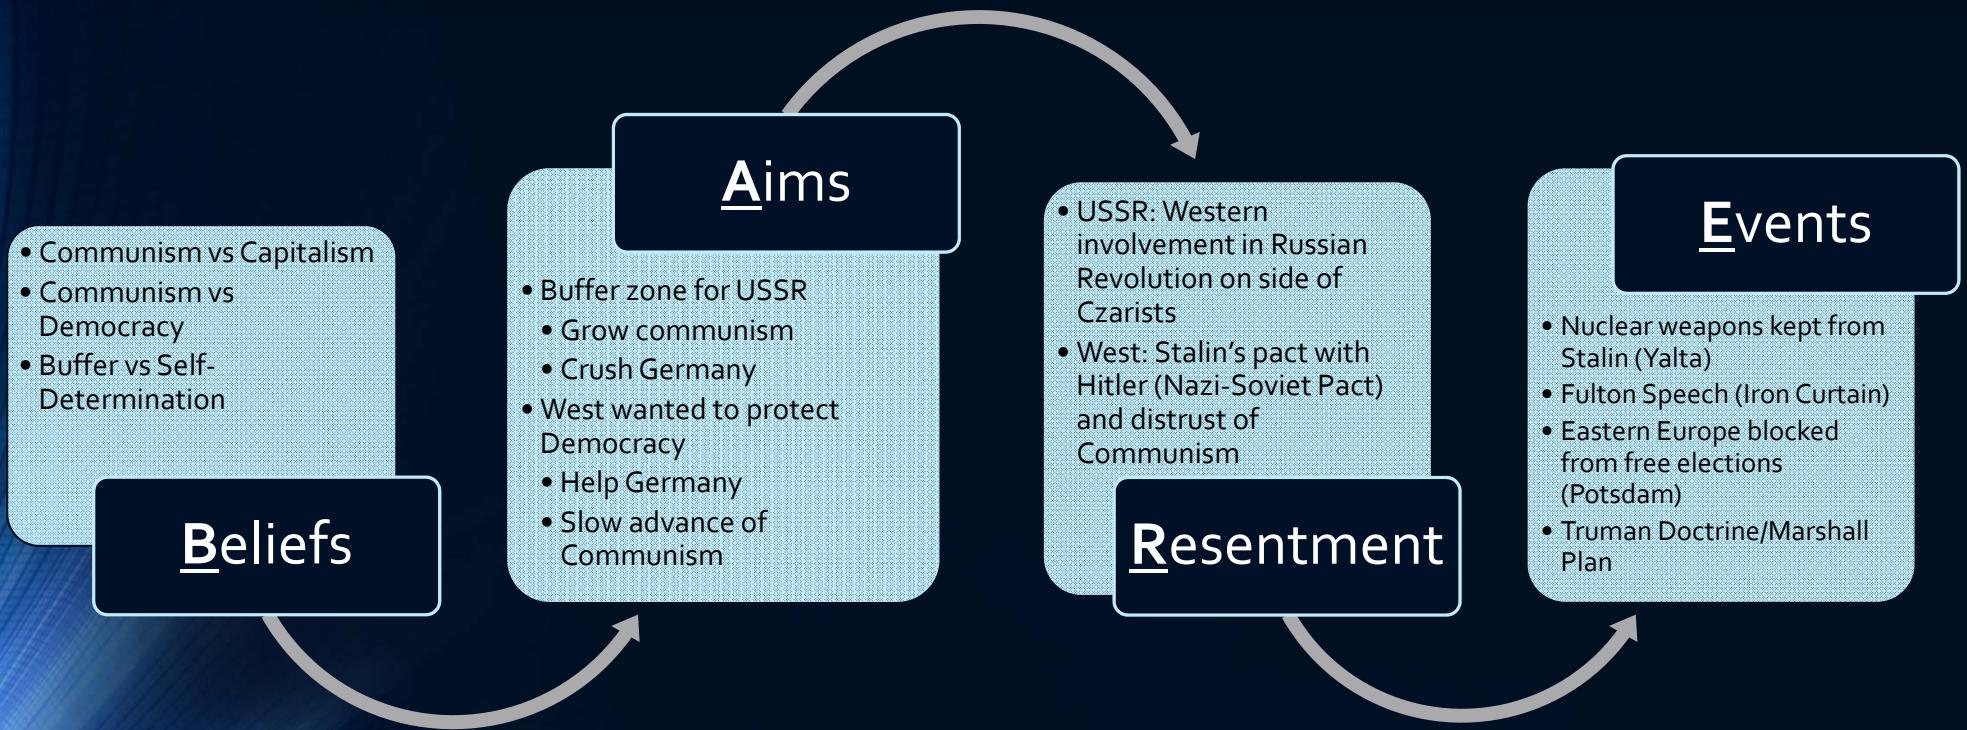 • Communism vs Capitalism
• Communism vs
Democracy
• Buffer vs Self-
Determination
Beliefs
Aims
• Buffer zone for USSR
• Grow communism
• Crush Germany
• West wanted to protect
Democracy
• Help Germany
• Slow advance of
Communism
• USSR: Western
involvement in Russian
Revolution on side of
Czarists
• West: Stalin’s pact with
Hitler (Nazi-Soviet Pact)
and distrust of
Communism
Resentment
Events
• Nuclear weapons kept from
Stalin (Yalta)
• Fulton Speech (Iron Curtain)
• Eastern Europe blocked
from free elections
(Potsdam)
• Truman Doctrine/Marshall
Plan